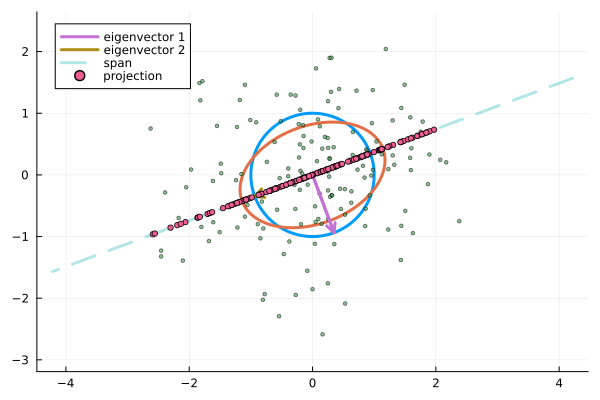 eigenvector 1
eigenvector 2
span
projection
2
1
0
−1
−2
−3
−4
−2
0
2
4